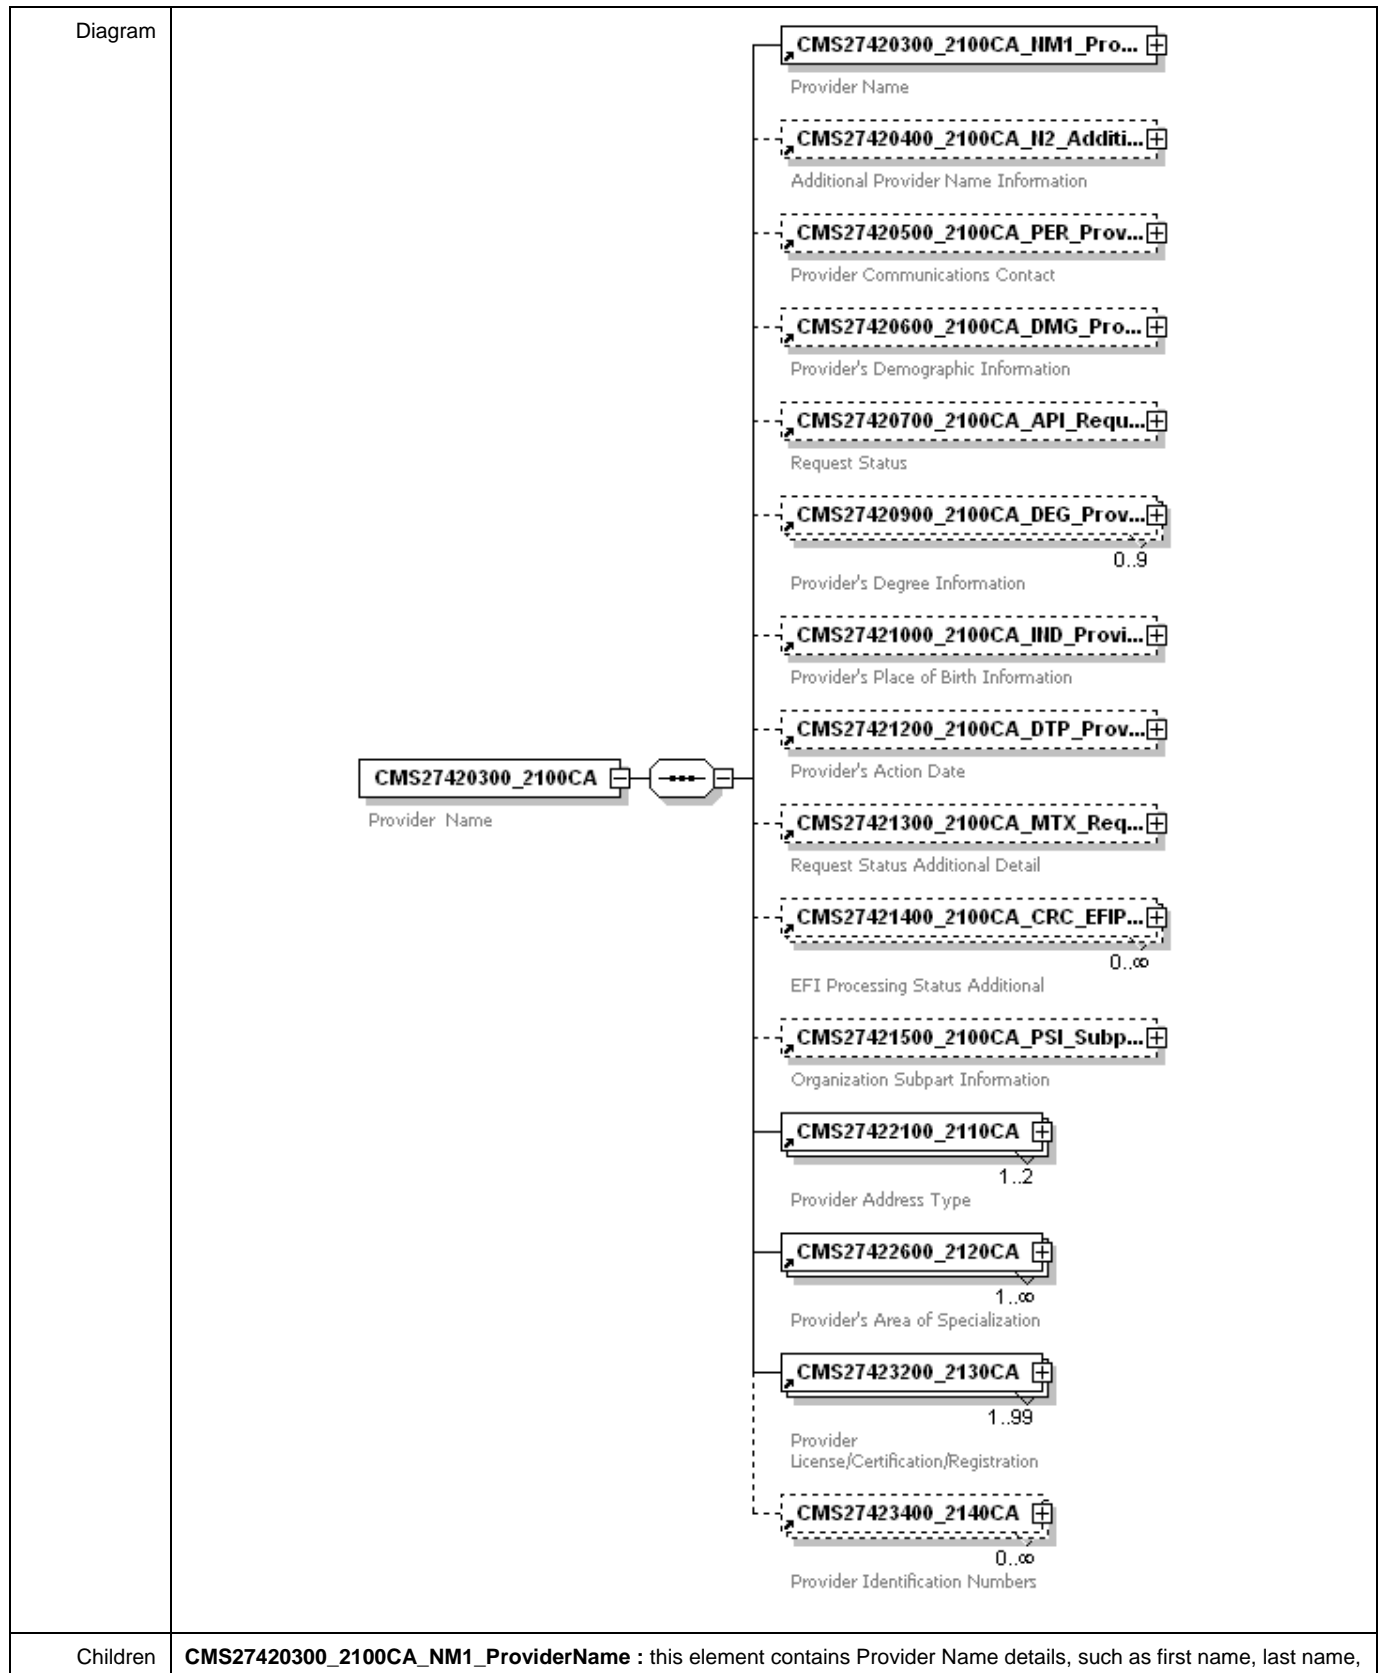 Diagram
CMS27420300_2100CA_NM1_Pro...
Provider Name
CMS27420400_2100CA_N2_Additi...
Additional Provider Name Information
CMS27420500_2100CA_PER_Prov...
Provider Communications Contact
CMS27420600_2100CA_DMG_Pro...
Provider's Demographic Information
CMS27420700_2100CA_API_Requ...
Request Status
CMS27420900_2100CA_DEG_Prov...
0..9
Provider's Degree Information
CMS27421000_2100CA_IND_Provi...
Provider's Place of Birth Information
CMS27421200_2100CA_DTP_Prov...
Provider's Action Date
CMS27420300_2100CA
Provider Name
CMS27421300_2100CA_MTX_Req...
Request Status Additional Detail
CMS27421400_2100CA_CRC_EFIP...
0..∞
EFI Processing Status Additional
CMS27421500_2100CA_PSI_Subp...
Organization Subpart Information
CMS27422100_2110CA
1..2
Provider Address Type
CMS27422600_2120CA
1..∞
Provider's Area of Specialization
CMS27423200_2130CA
1..99
Provider
License/Certification/Registration
CMS27423400_2140CA
0..∞
Provider Identification Numbers
Children
CMS27420300_2100CA_NM1_ProviderName : this element contains Provider Name details, such as first name, last name,